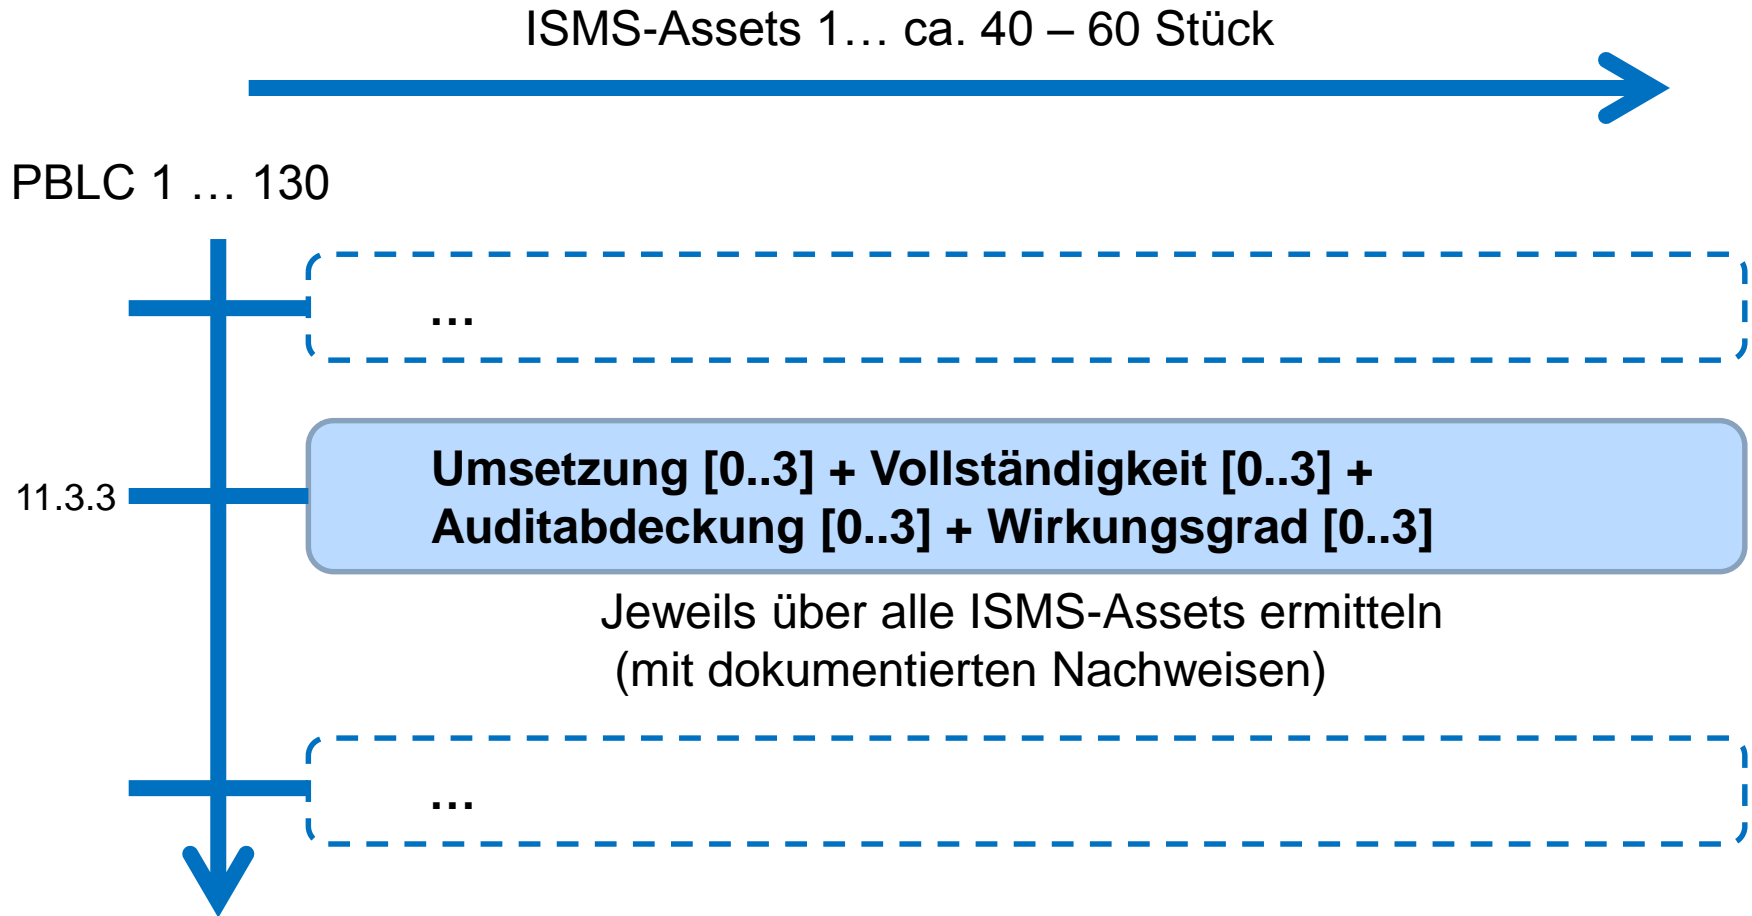 ISMS-Assets 1… ca. 40 – 60 Stück
PBLC 1 … 130
…
11.3.3
Umsetzung [0..3] + Vollständigkeit [0..3] +
Auditabdeckung [0..3] + Wirkungsgrad [0..3]
Jeweils über alle ISMS-Assets ermitteln
(mit dokumentierten Nachweisen)
…